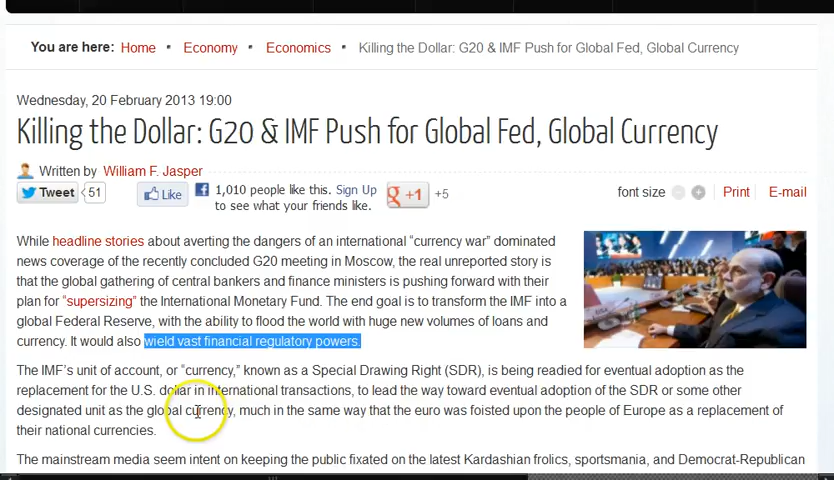 You are here: Home • Economy • Economics • Killing the Dollar: G20 & IMF Push for Global Fed, Global Currency
Wednesday, 20 February 2013 19:00
Killing the Dollar: G20 & IMF Push for Global Fed, Global Currency
Written by William F. Jasper
Tweet 51 Like 1,010 people like this. Sign Up to see what your friends like. +1 +5 font size Print E-mail
While headline stories about averting the dangers of an international “currency war” dominated
news coverage of the recently concluded G20 meeting in Moscow, the real unreported story is
that the global gathering of central bankers and finance ministers is pushing forward with their
plan for “supersizing” the International Monetary Fund. The end goal is to transform the IMF into a
global Federal Reserve, with the ability to flood the world with huge new volumes of loans and
currency. It would also wield vast financial regulatory powers.
The IMF’s unit of account, or “currency,” known as a Special Drawing Right (SDR), is being readied for eventual adoption as the
replacement for the U.S. dollar in international transactions, to lead the way toward eventual adoption of the SDR or some other
designated unit as the global currency, much in the same way that the euro was foisted upon the people of Europe as a replacement of
their national currencies.
The mainstream media seem intent on keeping the public fixated on the latest Kardashian frolics, sportsmania, and Democrat-Republican